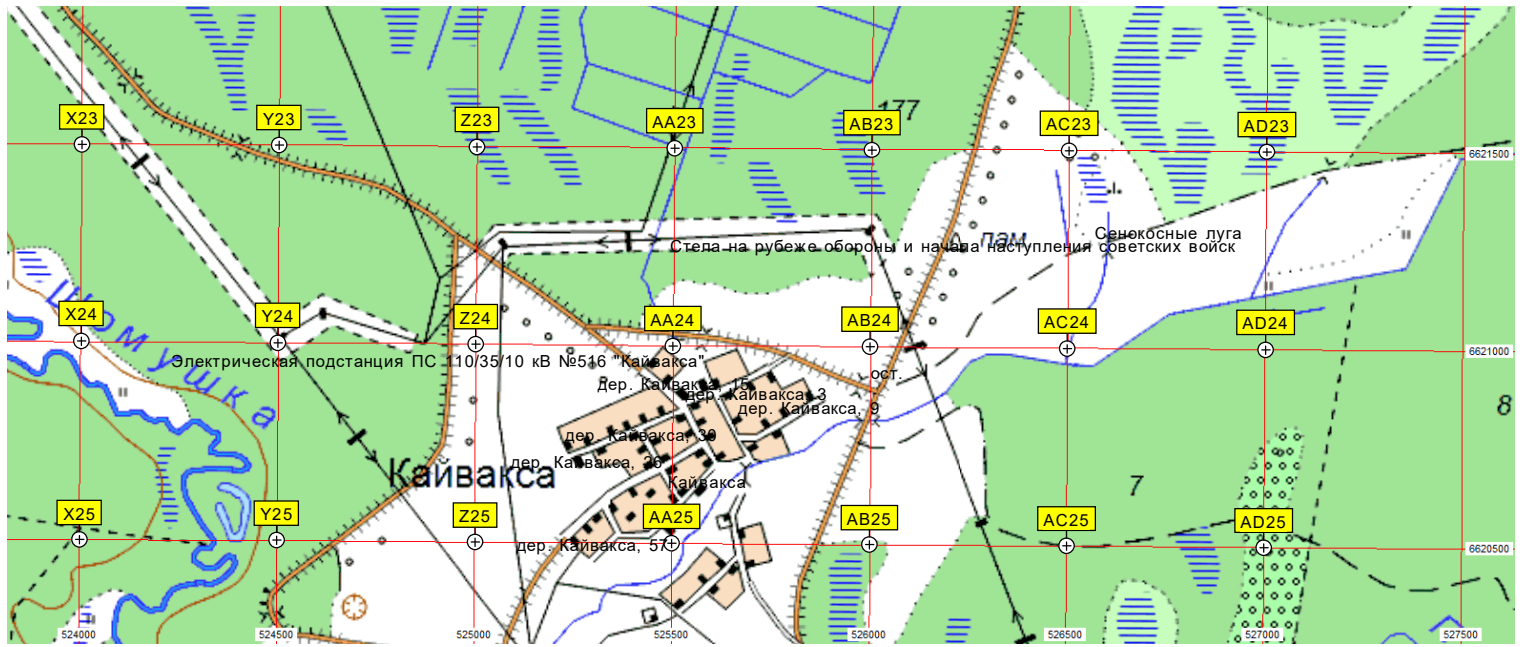 177
X23
Y23
Z23
AA23
AB23
AC23
AD23
6621500
пам
Сенокосные луга
Стела на рубеже обороны и начала наступления советских войск
Шомушка
X24
Y24
Z24
AA24
AB24
AC24
AD24
6621000
Электрическая подстанция ПС 110/35/10 кВ №516 "Кайвакса"
ост.
дер. Кайвакса, 15
дер. Кайвакса, 3
дер. Кайвакса, 9
8
дер. Кайвакса, 39
дер. Кайвакса, 26
Кайвакса
Кайвакса
7
X25
Y25
Z25
AA25
AB25
AC25
AD25
дер. Кайвакса, 57
6620500
524000
524500
525000
525500
526000
526500
527000
527500